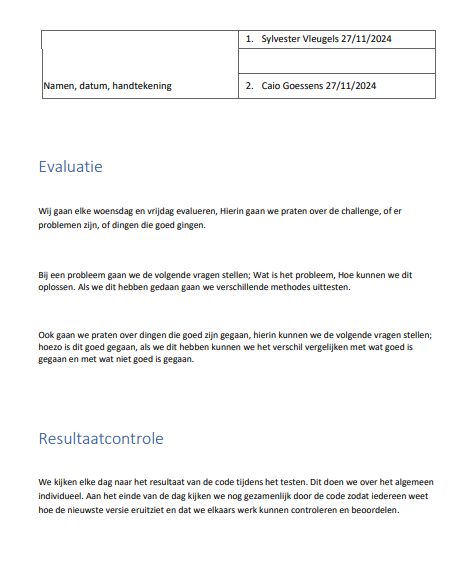 1. Sylvester Vleugels 27/11/2024
Namen, datum, handtekening
2. Caio Goessens 27/11/2024
Evaluatie
Wij gaan elke woensdag en vrijdag evalueren, Hierin gaan we praten over de challenge, of er
problemen zijn, of dingen die goed gingen.
Bij een probleem gaan we de volgende vragen stellen; Wat is het probleem, Hoe kunnen we dit
oplossen. Als we dit hebben gedaan gaan we verschillende methodes uittesten.
Ook gaan we praten over dingen die goed zijn gegaan, hierin kunnen we de volgende vragen stellen;
hoezo is dit goed gegaan, als we dit hebben kunnen we het verschil vergelijken met wat goed is
gegaan en met wat niet goed is gegaan.
Resultaatcontrole
We kijken elke dag naar het resultaat van de code tijdens het testen. Dit doen we over het algemeen
individueel. Aan het einde van de dag kijken we nog gezamenlijk door de code zodat iedereen weet
hoe de nieuwste versie eruitziet en dat we elkaars werk kunnen controleren en beoordelen.